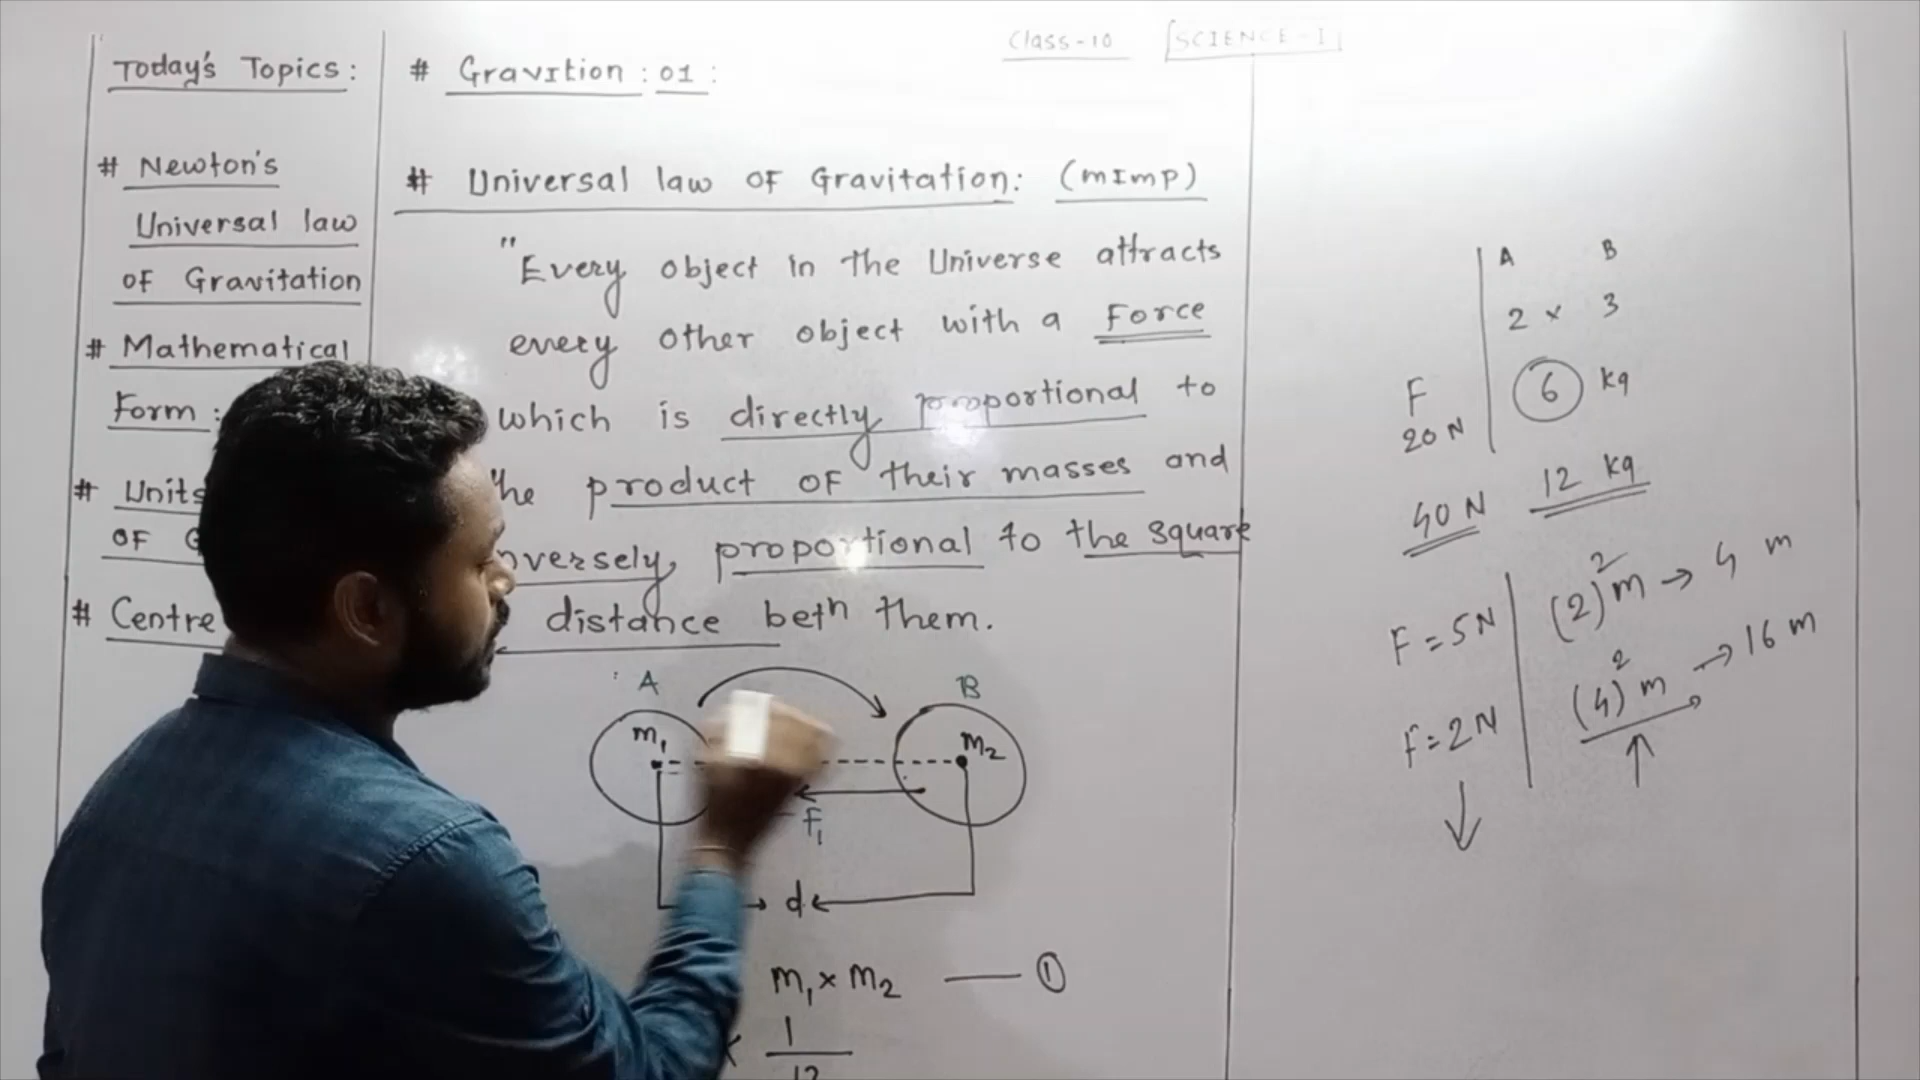 Class-10 SCIENCE-I
Today's Topics:
# Newton's
Universal law
of Gravitation
# Mathematical
Form:
# Units
of
# Centre
# Gravition : 01 :
# Universal law of Gravitation: (mImp)
"Every object in the Universe attracts
every other object with a Force
which is directly proportional to
product of their masses and
proportional to the square
distance betn them.
A B
m₁ m₂
F₁
d
m₁ × m₂ —— ①
1
A B
2 × 3
F 6 kg
20 N
40 N 12 kg
F = 5N (2)² m → 4 m
F = 2N (4)² m → 16 m